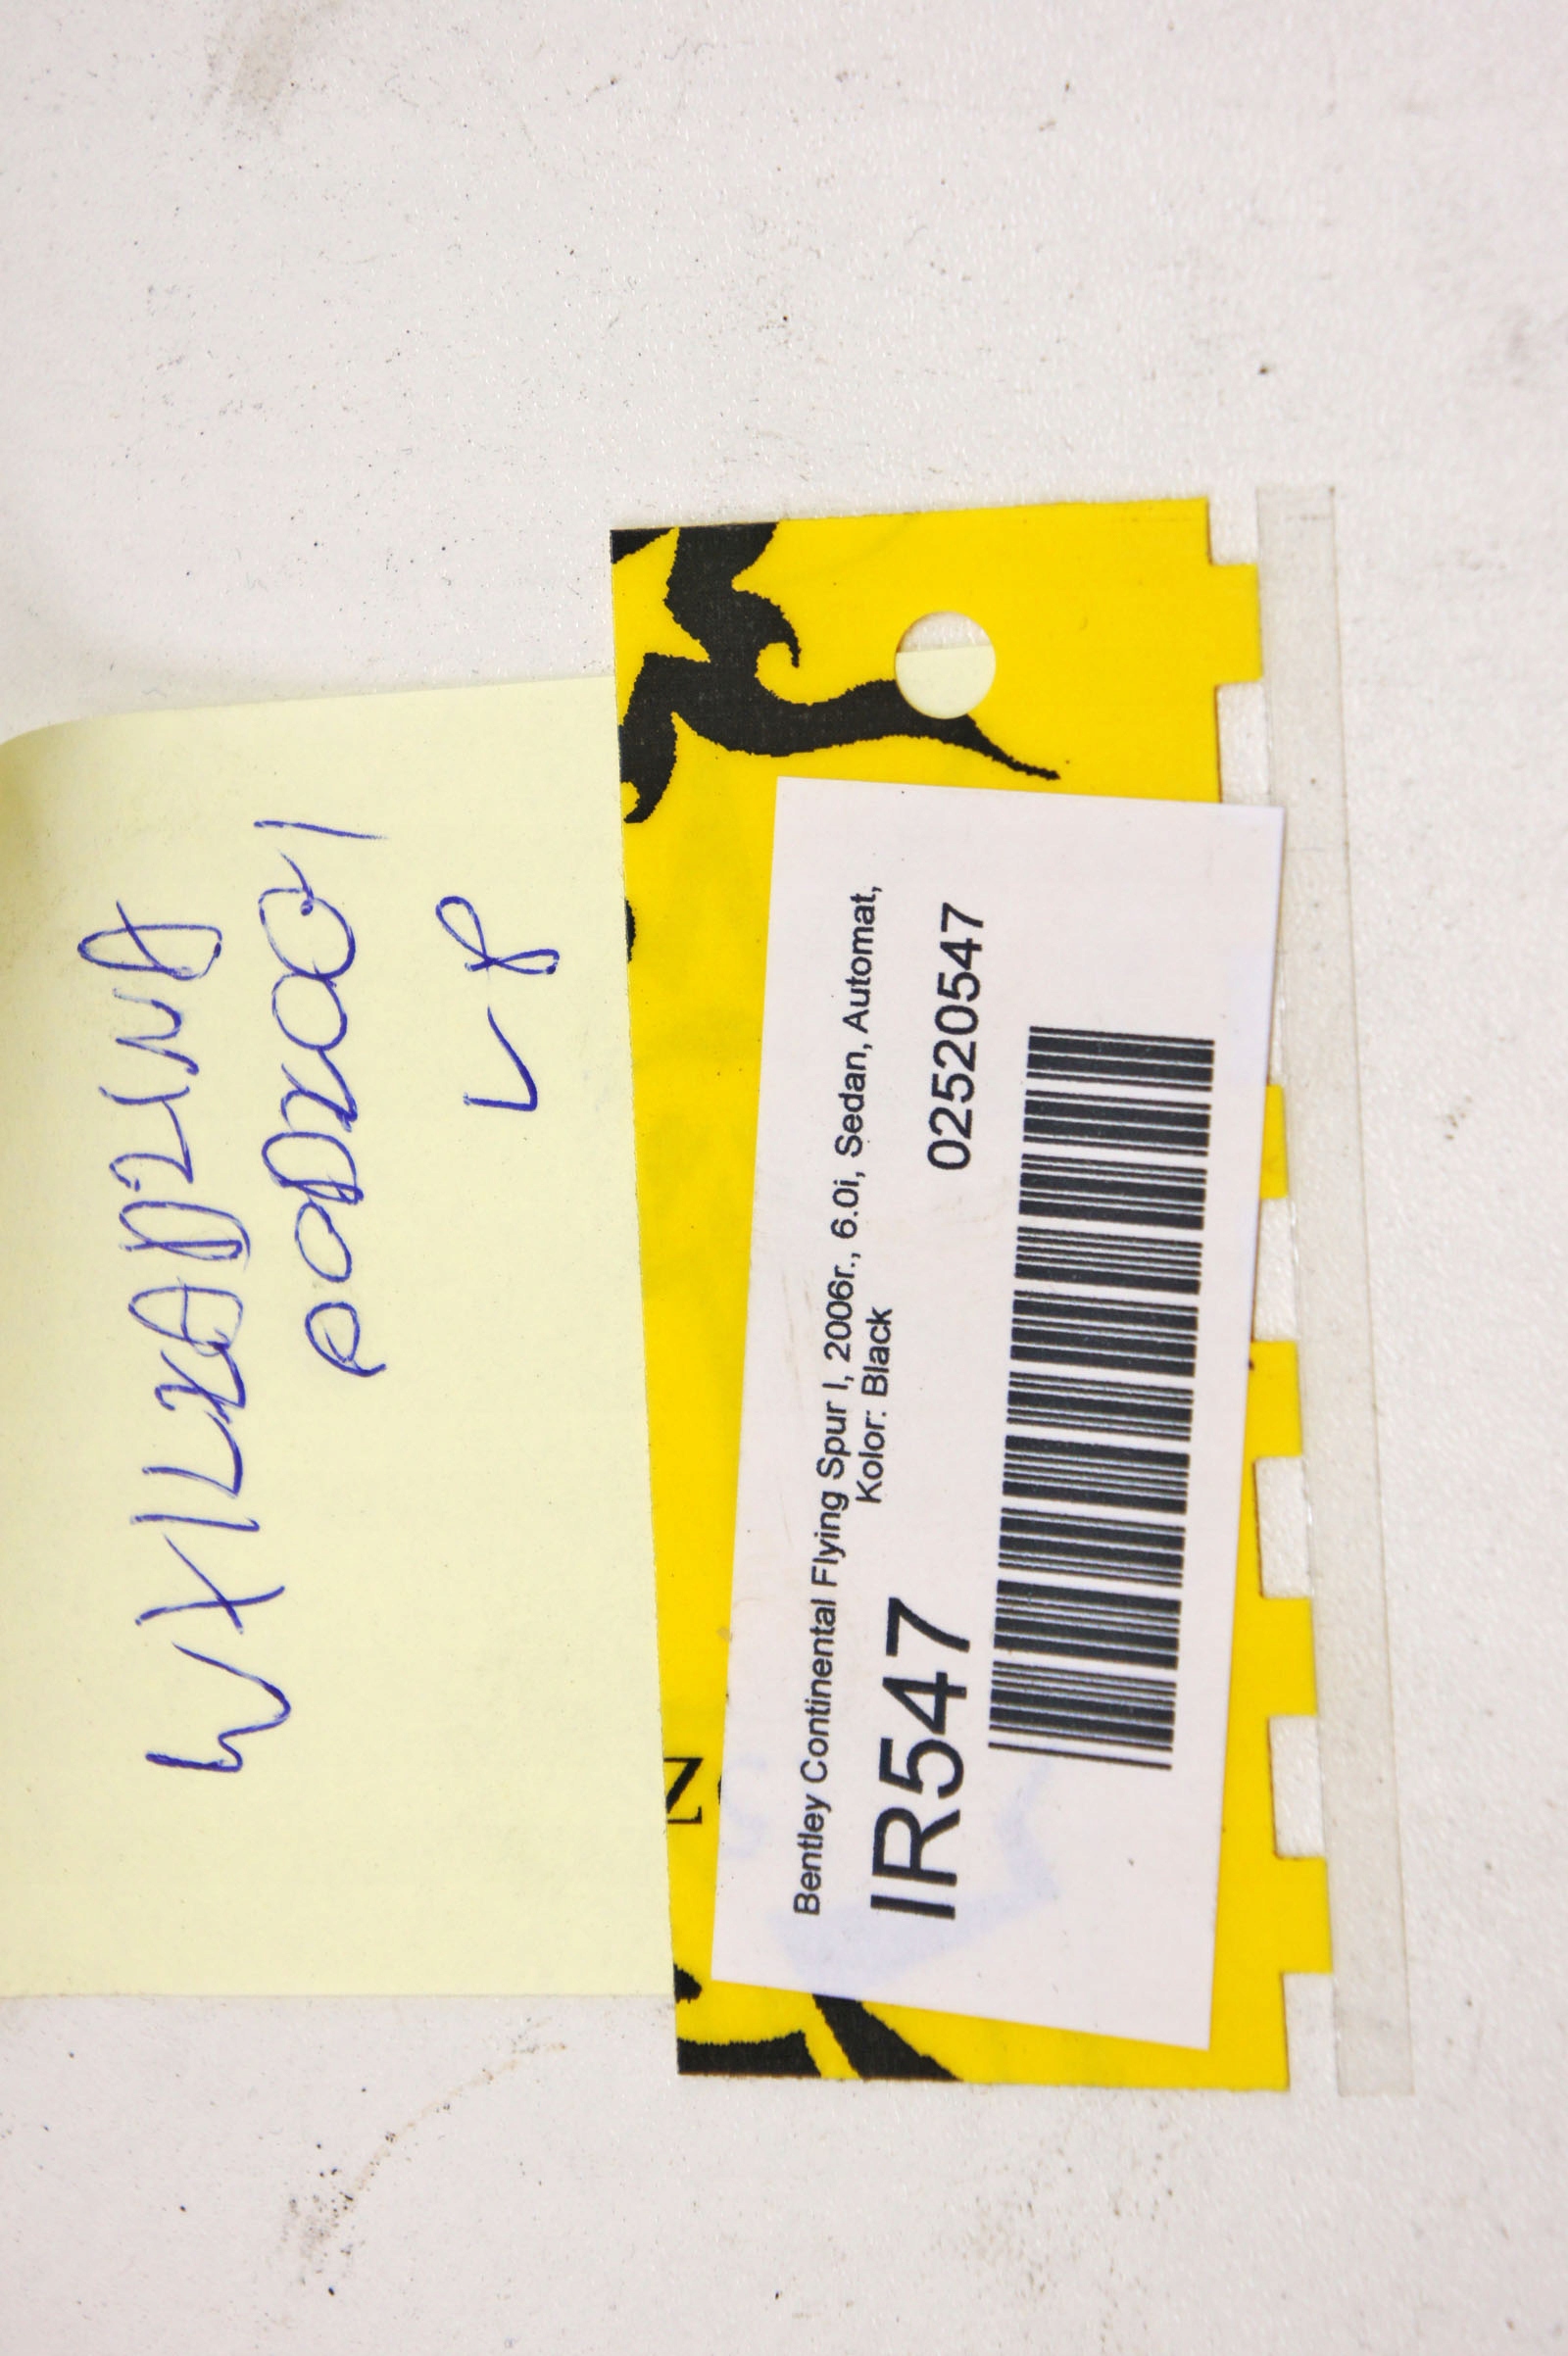 WYKŁADZINA
PODŁOGI
LP
N
Bentley Continental Flying Spur I, 2006r., 6.0i, Sedan, Automat,
Kolor: Black
IR547
02520547